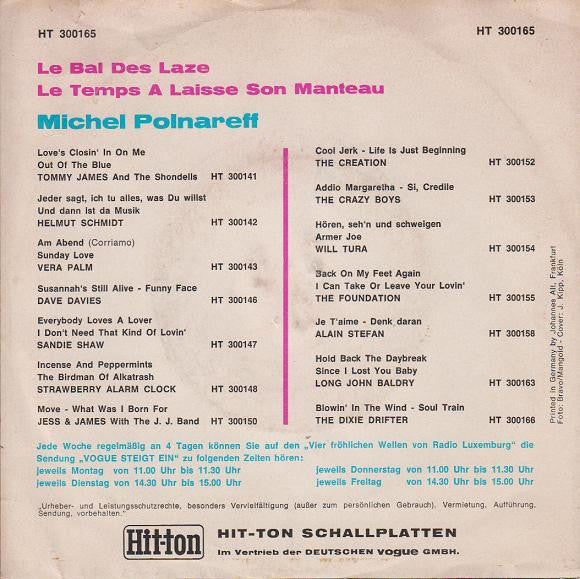 HT 300165
HT 300165
Le Bal Des Laze
Le Temps A Laisse Son Manteau
Michel Polnareff
Love's Closin' In On Me
Out Of The Blue
TOMMY JAMES And The Shondells HT 300141
Jeder sagt, ich tu alles, was Du willst
Und dann ist da Musik
HELMUT SCHMIDT HT 300142
Am Abend (Corriamo)
Sunday Love
VERA PALM HT 300143
Susannah's Still Alive - Funny Face
DAVE DAVIES HT 300146
Everybody Loves A Lover
I Don't Need That Kind Of Lovin'
SANDIE SHAW HT 300147
Incense And Peppermints
The Birdman Of Alkatrash
STRAWBERRY ALARM CLOCK HT 300148
Move - What Was I Born For
JESS & JAMES With The J. J. Band HT 300150
Cool Jerk - Life Is Just Beginning
THE CREATION HT 300152
Addio Margaretha - Si, Credile
THE CRAZY BOYS HT 300153
Hören, seh'n und schweigen
Armer Joe
WILL TURA HT 300154
Back On My Feet Again
I Can Take Or Leave Your Lovin'
THE FOUNDATION HT 300155
Je T'aime - Denk daran
ALAIN STEFAN HT 300158
Hold Back The Daybreak
Since I Lost You Baby
LONG JOHN BALDRY HT 300163
Blowin' In The Wind - Soul Train
THE DIXIE DRIFTER HT 300166
Printed in Germany by Johannes Alt, Frankfurt
Foto: Bravo/Mangold - Cover: J. Kipp, Köln
Jede Woche regelmäßig an 4 Tagen können Sie auf den „Vier fröhlichen Wellen von Radio Luxemburg“ die
Sendung „VOGUE STEIGT EIN“ zu folgenden Zeiten hören:
jeweils Montag von 11.00 Uhr bis 11.30 Uhr
jeweils Dienstag von 14.30 Uhr bis 15.00 Uhr
jeweils Donnerstag von 11.00 Uhr bis 11.30 Uhr
jeweils Freitag von 14.30 Uhr bis 15.00 Uhr
„Urheber- und Leistungsschutzrechte, besonders Vervielfältigung (außer zum persönlichen Gebrauch), Vermietung, Aufführung,
Sendung, vorbehalten.“
Hit-ton
HIT-TON SCHALLPLATTEN
Im Vertrieb der DEUTSCHEN vogue GMBH.